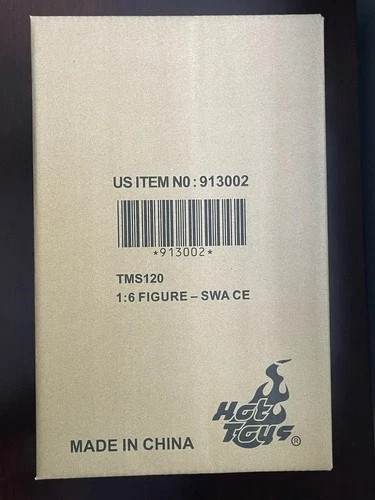 US ITEM N0 : 913002
*913002*
TMS120
1:6 FIGURE – SWA CE
Hot
Toys ®
MADE IN CHINA